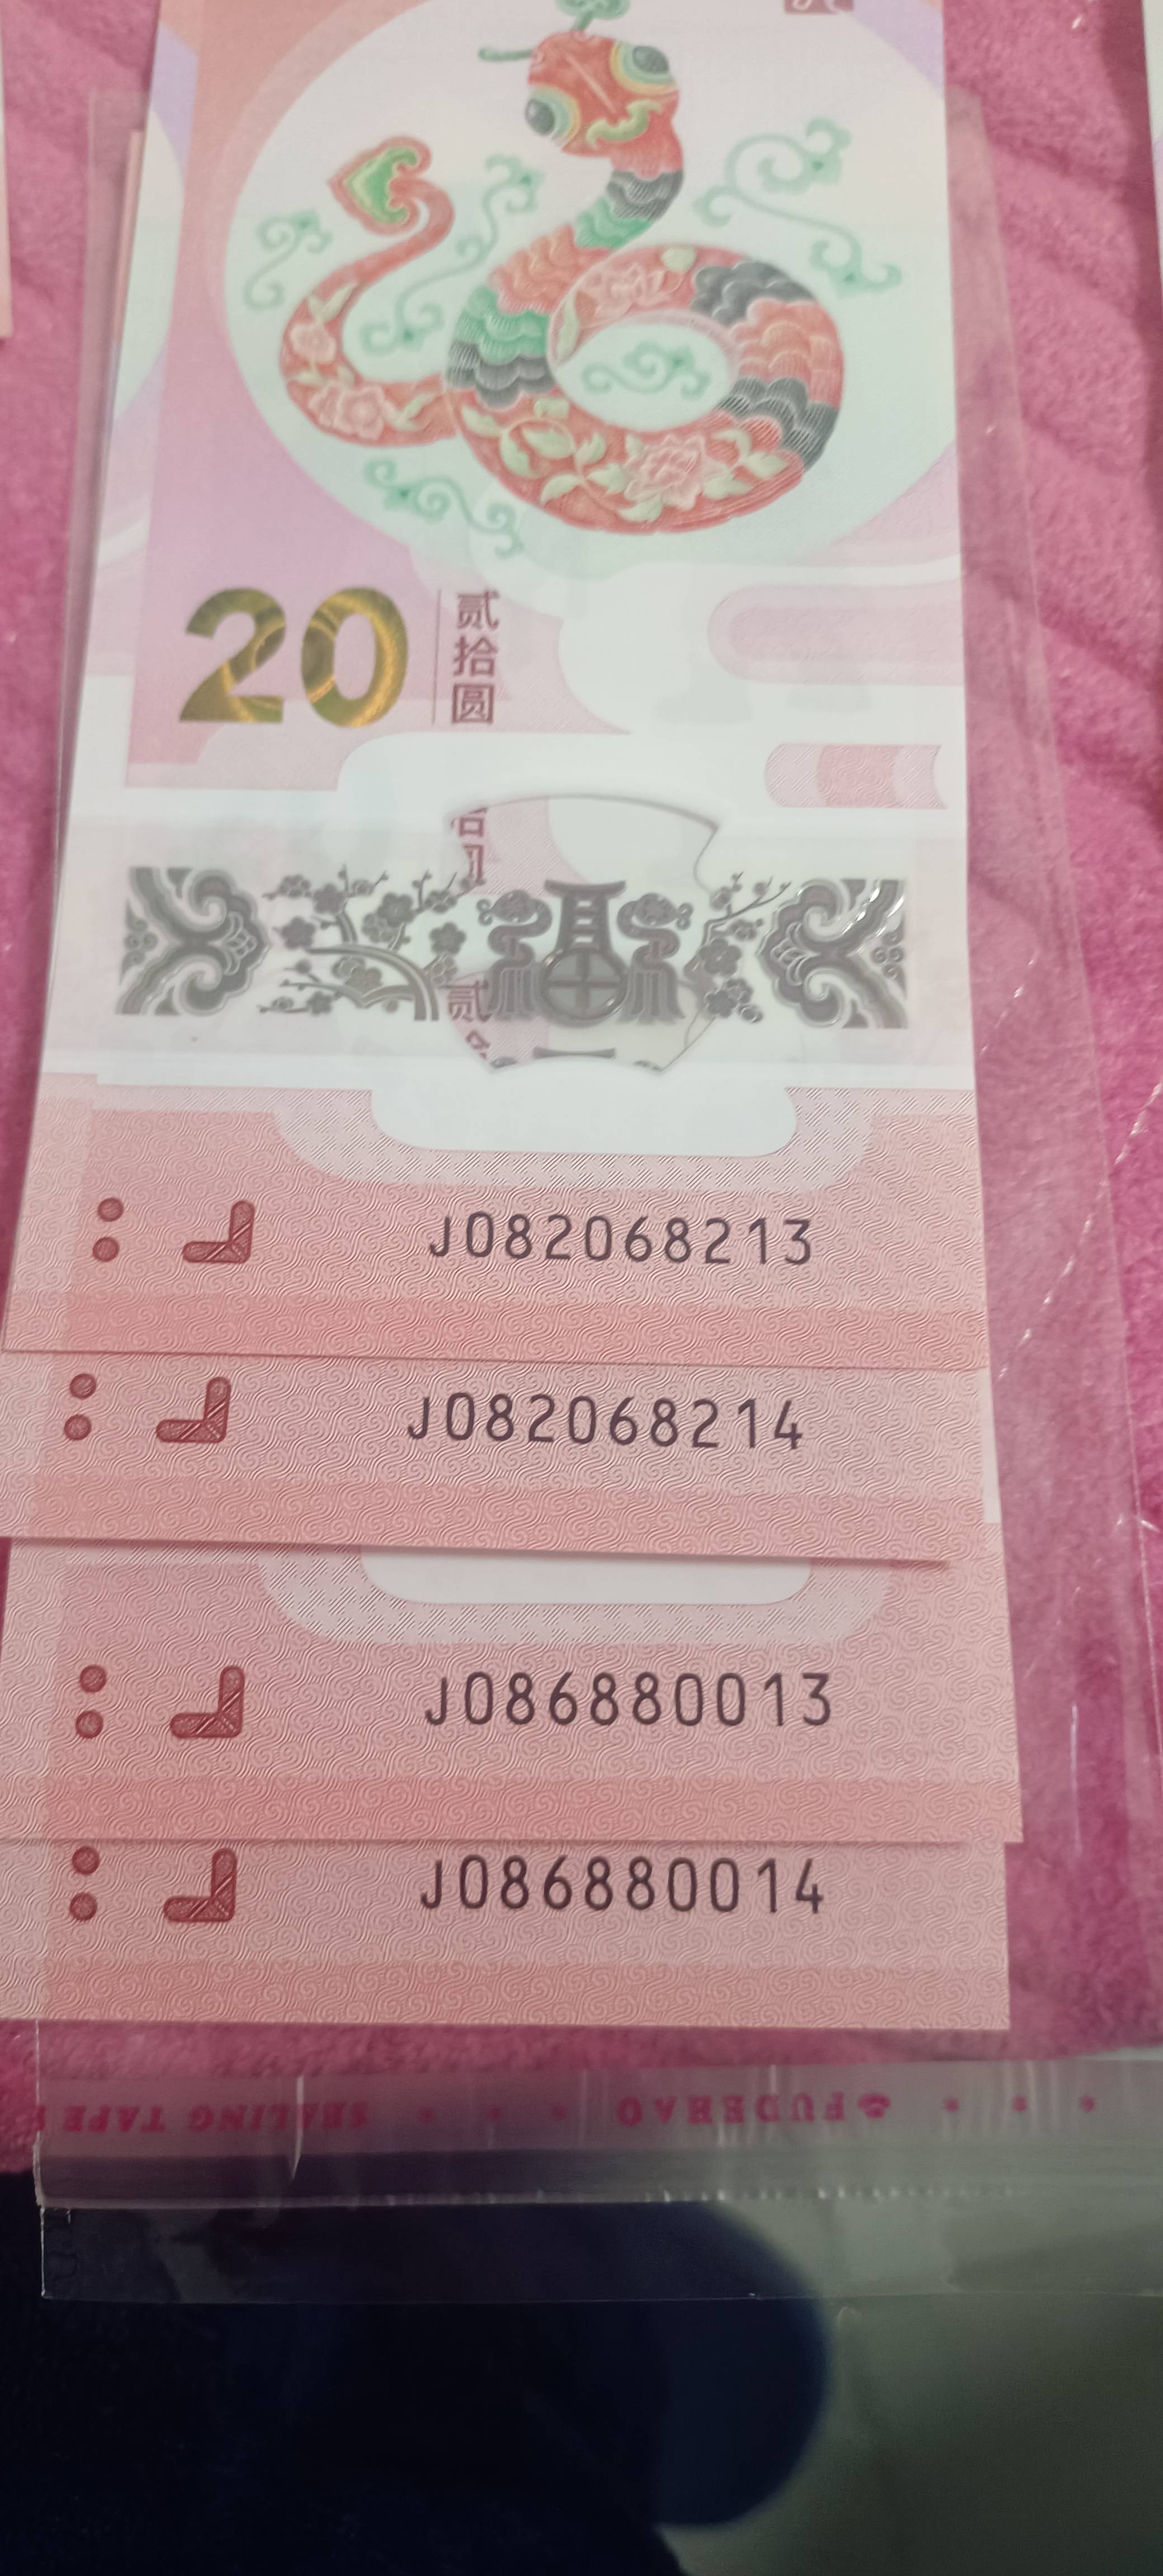 20
贰
拾
圆
J082068213
J082068214
J086880013
J086880014
SEALING TAPE
FUDEHAO